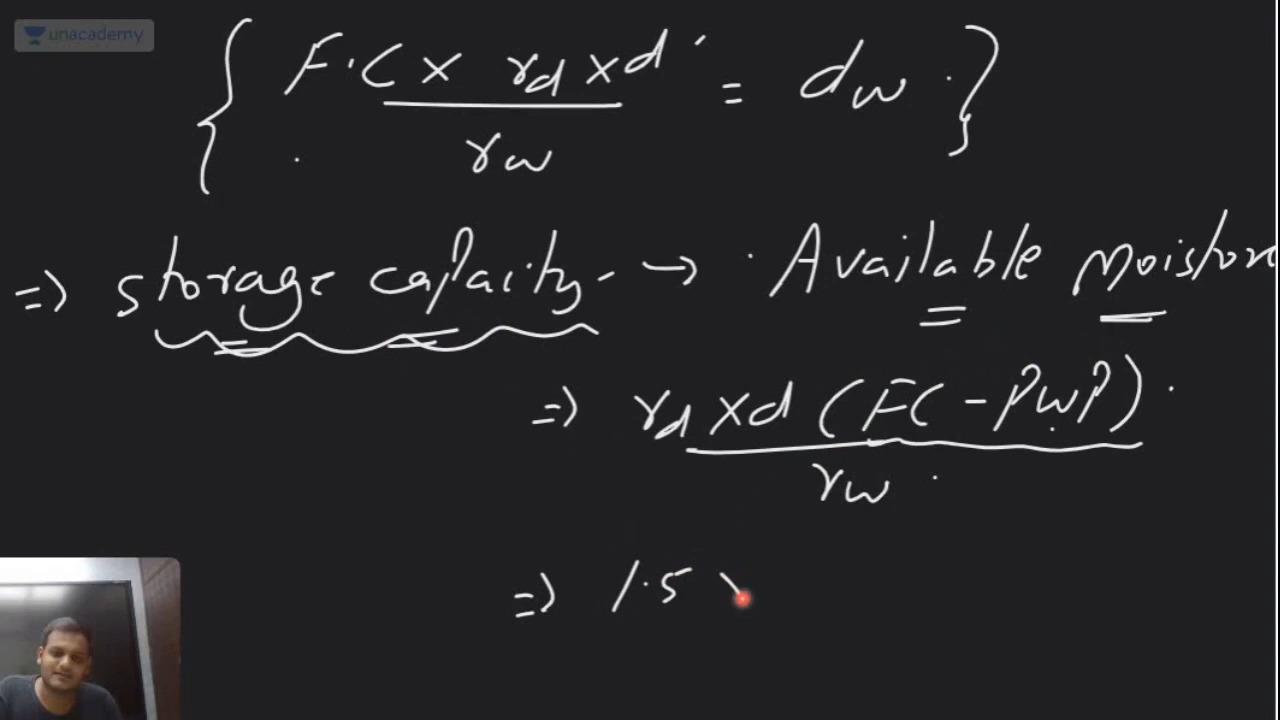 unacademy
{ F.C × γd × d / γw = dw }
=> storage capacity → Available Moisture
=> γd × d (FC - PWP) / γw
=> 1.5